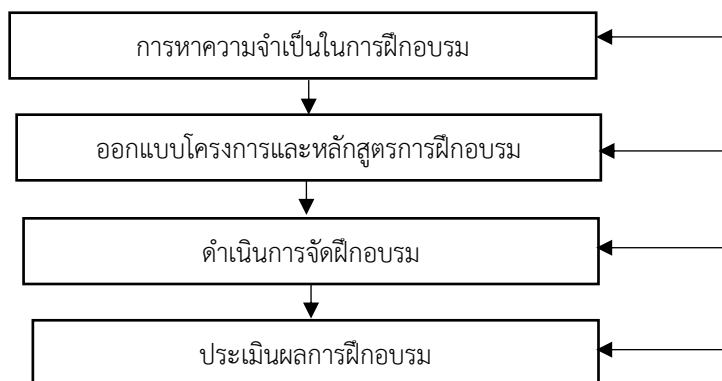 การหาความจำเป็นในการฝึกอบรม
ออกแบบโครงการและหลักสูตรการฝึกอบรม
ดำเนินการจัดฝึกอบรม
ประเมินผลการฝึกอบรม